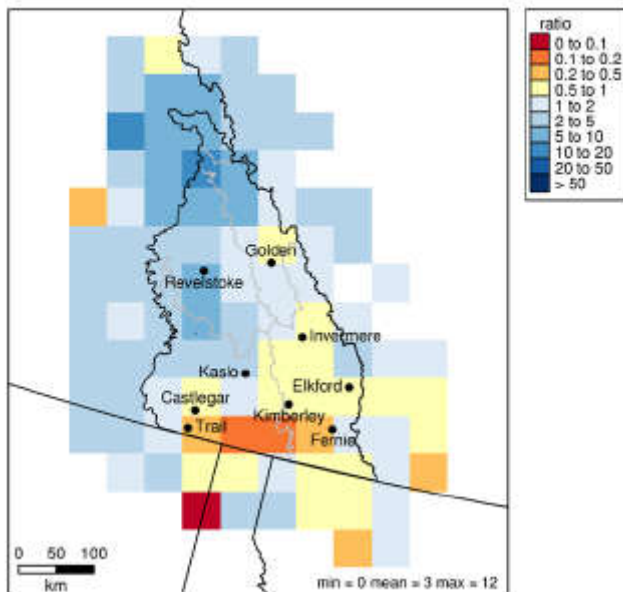 ratio
0 to 0.1
0.1 to 0.2
0.2 to 0.5
0.5 to 1
1 to 2
2 to 5
5 to 10
10 to 20
20 to 50
> 50
Golden
Revelstoke
Invermere
Kaslo
Elkford
Castlegar
Kimberley
Trail
Fernie
0 50 100
km
min = 0 mean = 3 max = 12